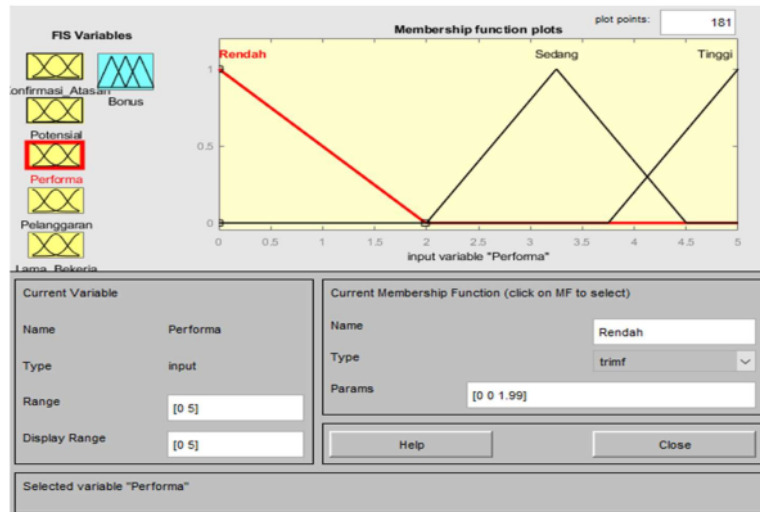 FIS Variables
Konfirmasi_Atasan
Bonus
Potensial
Performa
Pelanggaran
Lama_Bekerja
Membership function plots
plot points:
181
Rendah
Sedang
Tinggi
1
0.5
0
0 0.5 1 1.5 2 2.5 3 3.5 4 4.5 5
input variable "Performa"
Current Variable
Name Performa
Type input
Range [0 5]
Display Range [0 5]
Current Membership Function (click on MF to select)
Name Rendah
Type trimf
Params [0 0 1.99]
Help
Close
Selected variable "Performa"